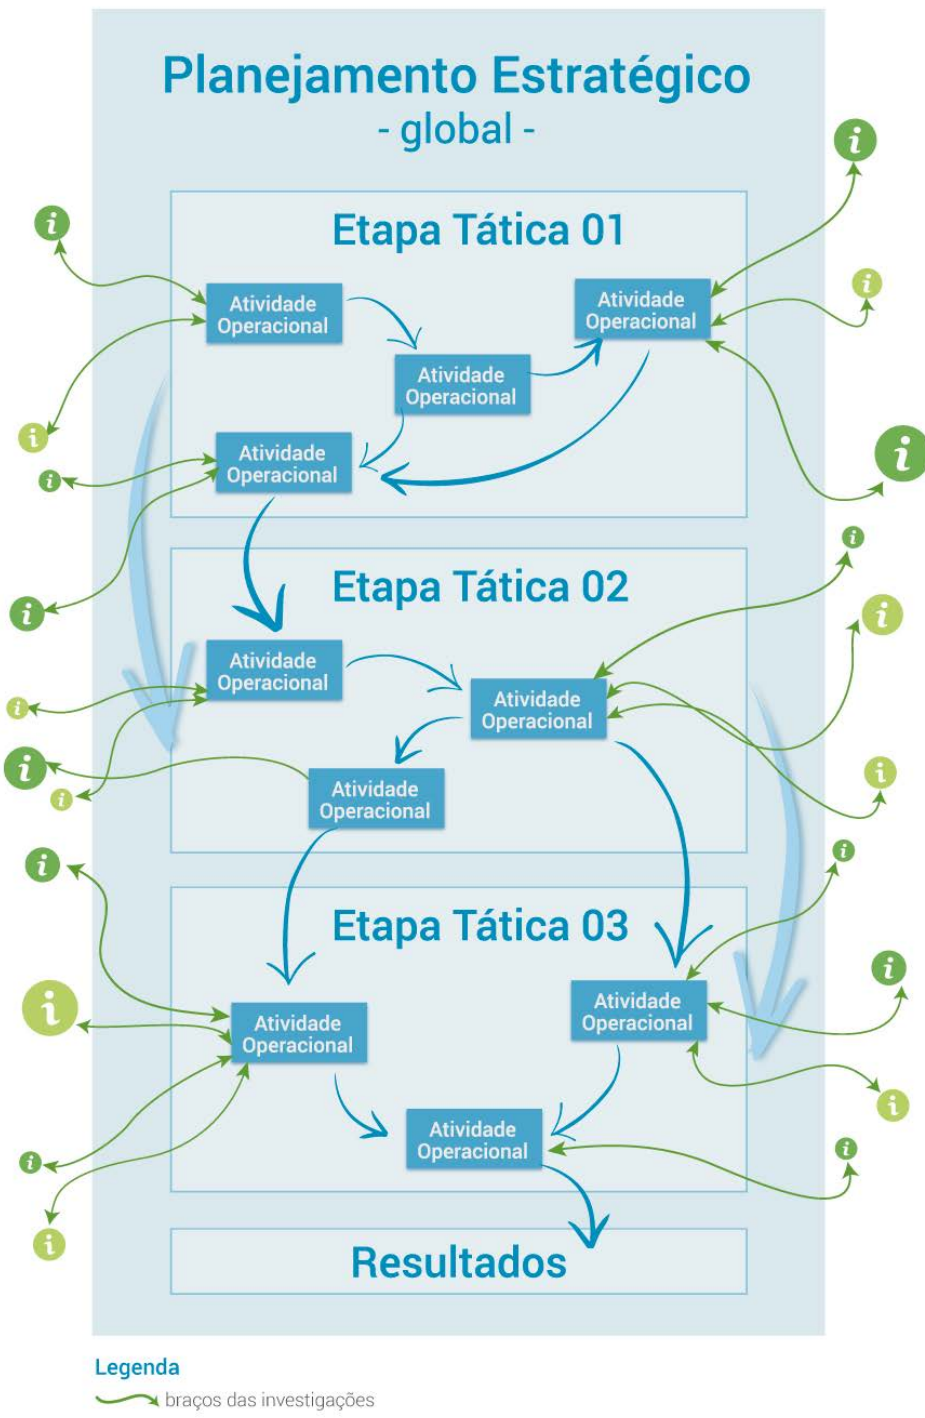 Planejamento Estratégico
- global -
i
i
Etapa Tática 01
i
Atividade
Operacional
Atividade
Operacional
Atividade
Operacional
i
i
Atividade
Operacional
i
i
i
Etapa Tática 02
i
i
Atividade
Operacional
Atividade
Operacional
i
i
i
Atividade
Operacional
i
i
i
Etapa Tática 03
i
i
Atividade
Operacional
Atividade
Operacional
i
Atividade
Operacional
i
i
i
Resultados
Legenda
braços das investigações